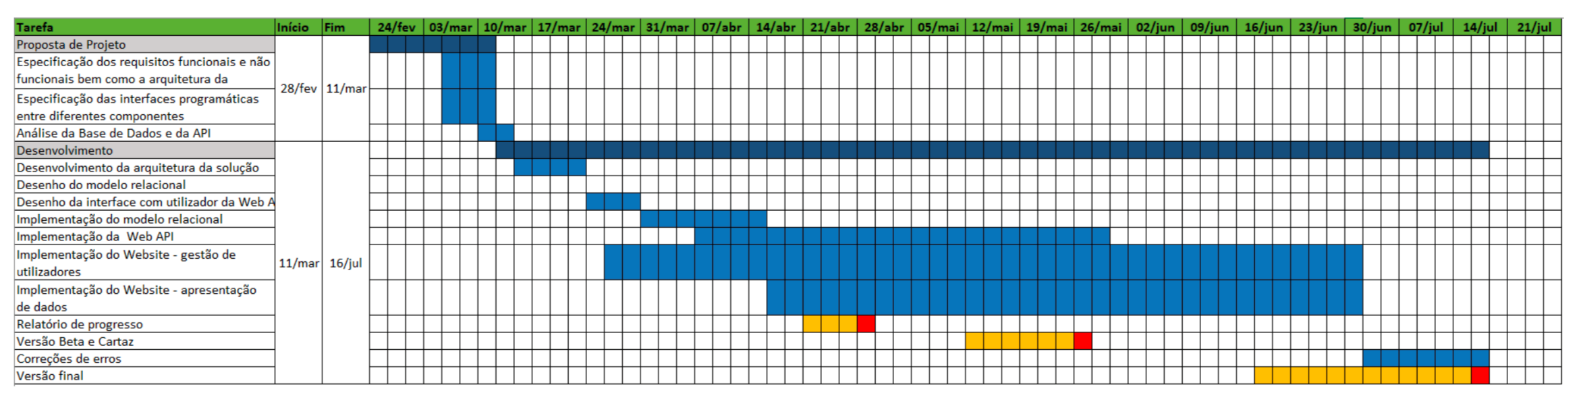 Tarefa Início Fim 24/fev 03/mar 10/mar 17/mar 24/mar 31/mar 07/abr 14/abr 21/abr 28/abr 05/mai 12/mai 19/mai 26/mai 02/jun 09/jun 16/jun 23/jun 30/jun 07/jul 14/jul 21/jul
Proposta de Projeto
Especificação dos requisitos funcionais e não
funcionais bem como a arquitetura da
28/fev 11/mar
Especificação das interfaces programáticas
entre diferentes componentes
Análise da Base de Dados e da API
Desenvolvimento
Desenvolvimento da arquitetura da solução
Desenho do modelo relacional
Desenho da interface com utilizador da Web A
Implementação do modelo relacional
Implementação da Web API
Implementação do Website - gestão de
utilizadores
11/mar 16/jul
Implementação do Website - apresentação
de dados
Relatório de progresso
Versão Beta e Cartaz
Correções de erros
Versão final